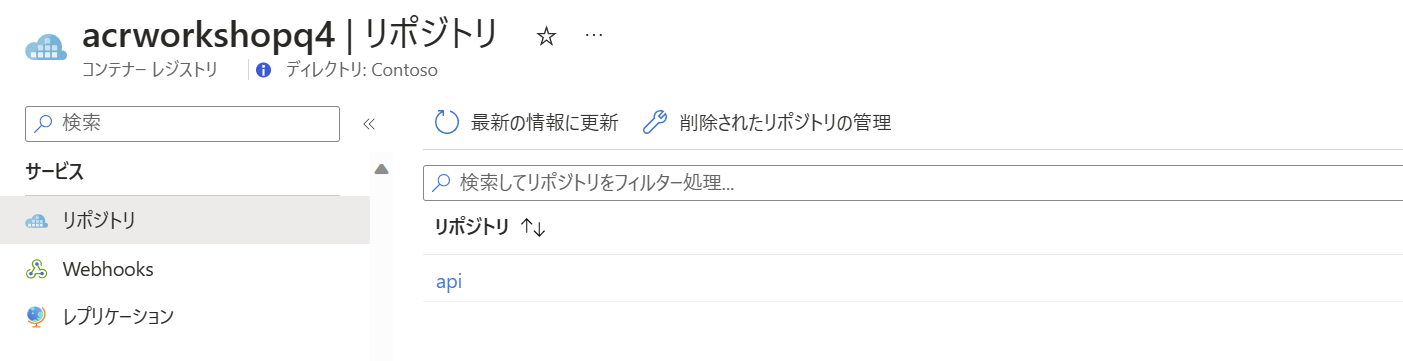 acrworkshopq4 | リポジトリ
コンテナー レジストリ ディレクトリ: Contoso
検索
最新の情報に更新 削除されたリポジトリの管理
サービス
検索してリポジトリをフィルター処理...
リポジトリ
リポジトリ
Webhooks
api
レプリケーション